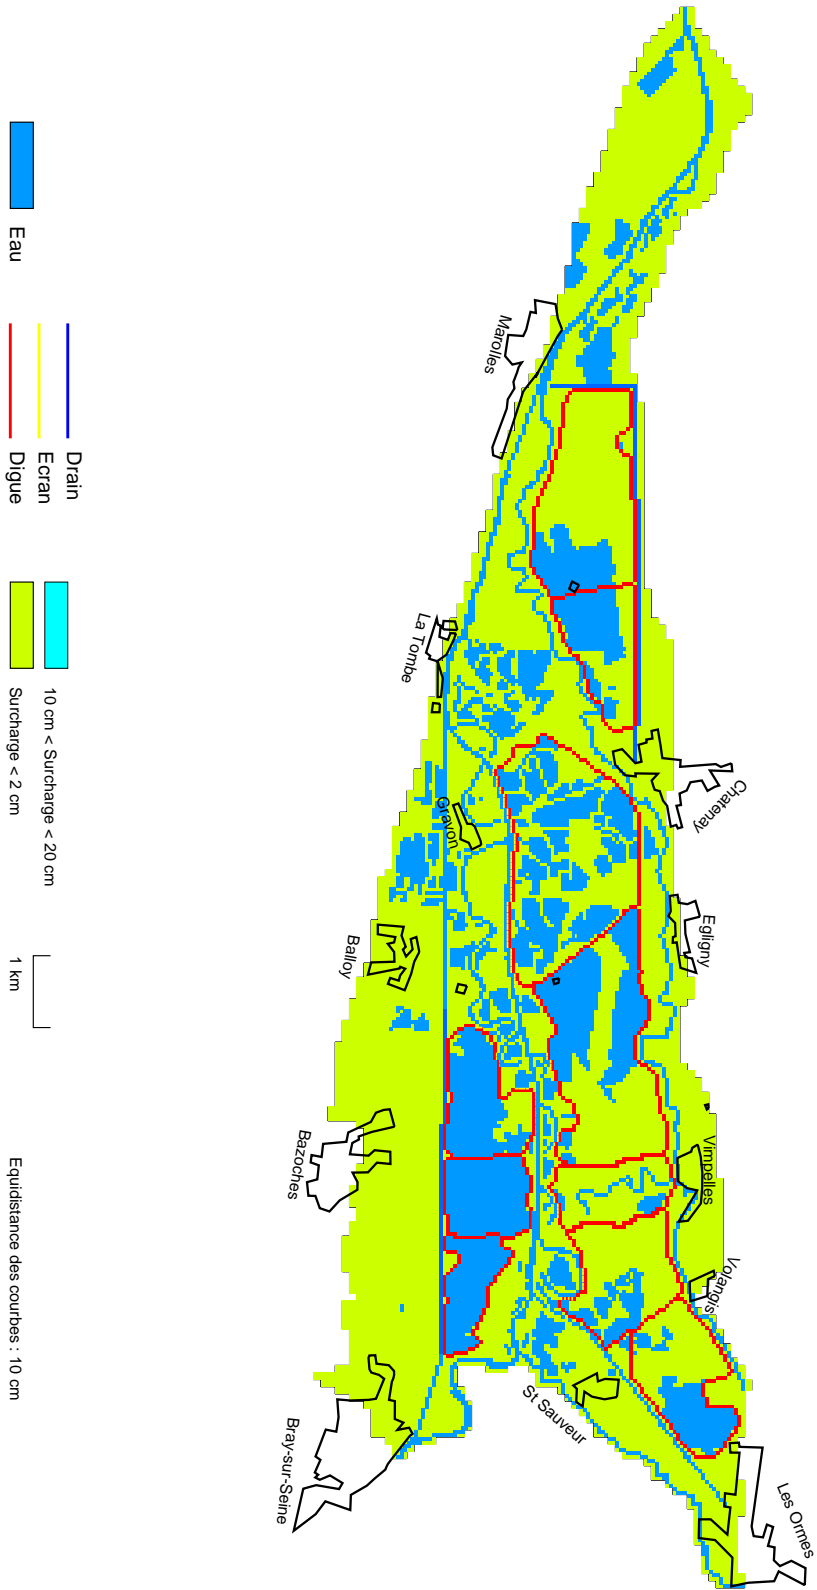 Marolles
La Tombe
Chatenay
Gravon
Egligny
Balloy
Vimpelles
Bazoches
Volangis
St Sauveur
Bray-sur-Seine
Les Ormes
Eau
Drain
Ecran
Digue
10 cm < Surcharge < 20 cm
Surcharge < 2 cm
1 km
Equidistance des courbes : 10 cm